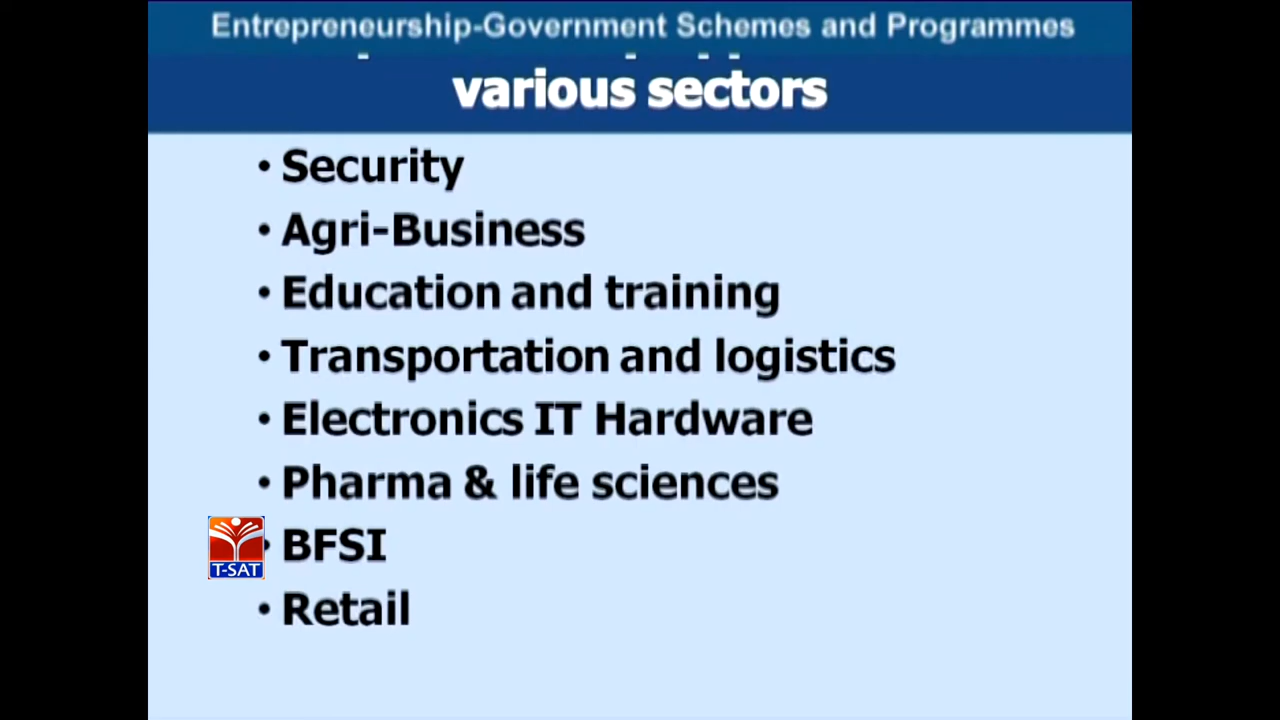 Entrepreneurship-Government Schemes and Programmes
various sectors
• Security
• Agri-Business
• Education and training
• Transportation and logistics
• Electronics IT Hardware
• Pharma & life sciences
• BFSI
• Retail
T-SAT